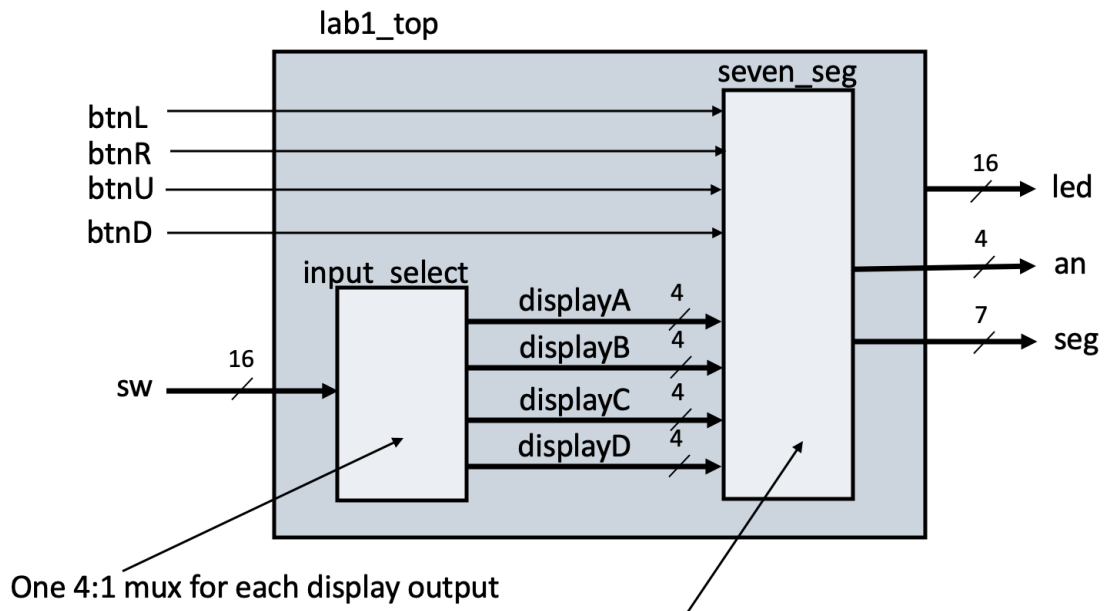 lab1_top
seven_seg
btnL
btnR
btnU
btnD
16
led
4
an
7
seg
input_select
displayA 4
displayB 4
displayC 4
displayD 4
16
sw
One 4:1 mux for each display output